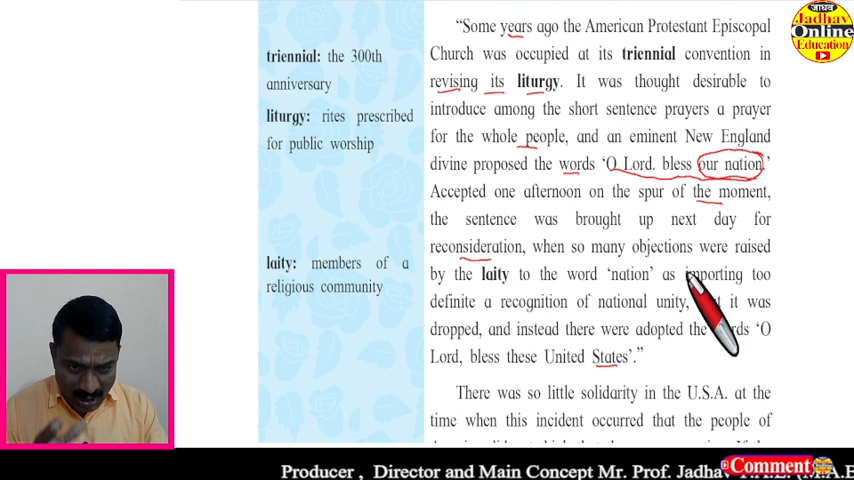 जाधव
Jadhav
Online
Education
triennial: the 300th
anniversary
liturgy: rites prescribed
for public worship
laity: members of a
religious community
“Some years ago the American Protestant Episcopal
Church was occupied at its triennial convention in
revising its liturgy. It was thought desirable to
introduce among the short sentence prayers a prayer
for the whole people, and an eminent New England
divine proposed the words ‘O Lord. bless our nation.’
Accepted one afternoon on the spur of the moment,
the sentence was brought up next day for
reconsideration, when so many objections were raised
by the laity to the word ‘nation’ as importing too
definite a recognition of national unity, it was
dropped, and instead there were adopted the ‘O
Lord, bless these United States’.”
There was so little solidarity in the U.S.A. at the
time when this incident occurred that the people of
Producer , Director and Main Concept Mr. Prof. Jadhav
Comment